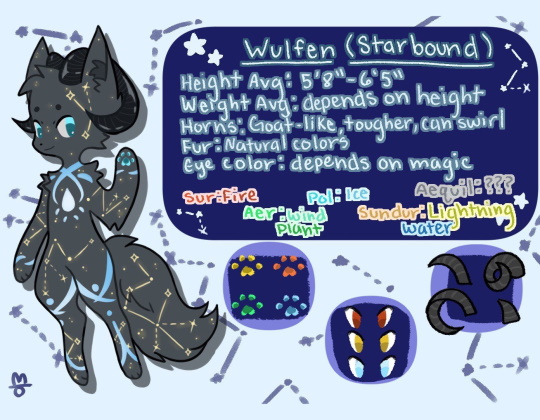 Wulfen (Starbound)
Height Avg: 5'8"-6'5"
Weight Avg: depends on height
Horns: Goat-like, tougher, can swirl
Fur: Natural colors
Eye color: depends on magic
Sur: Fire Pol: Ice Aequil: ???
Aer: Wind Sundur: Lightning
Plant Water